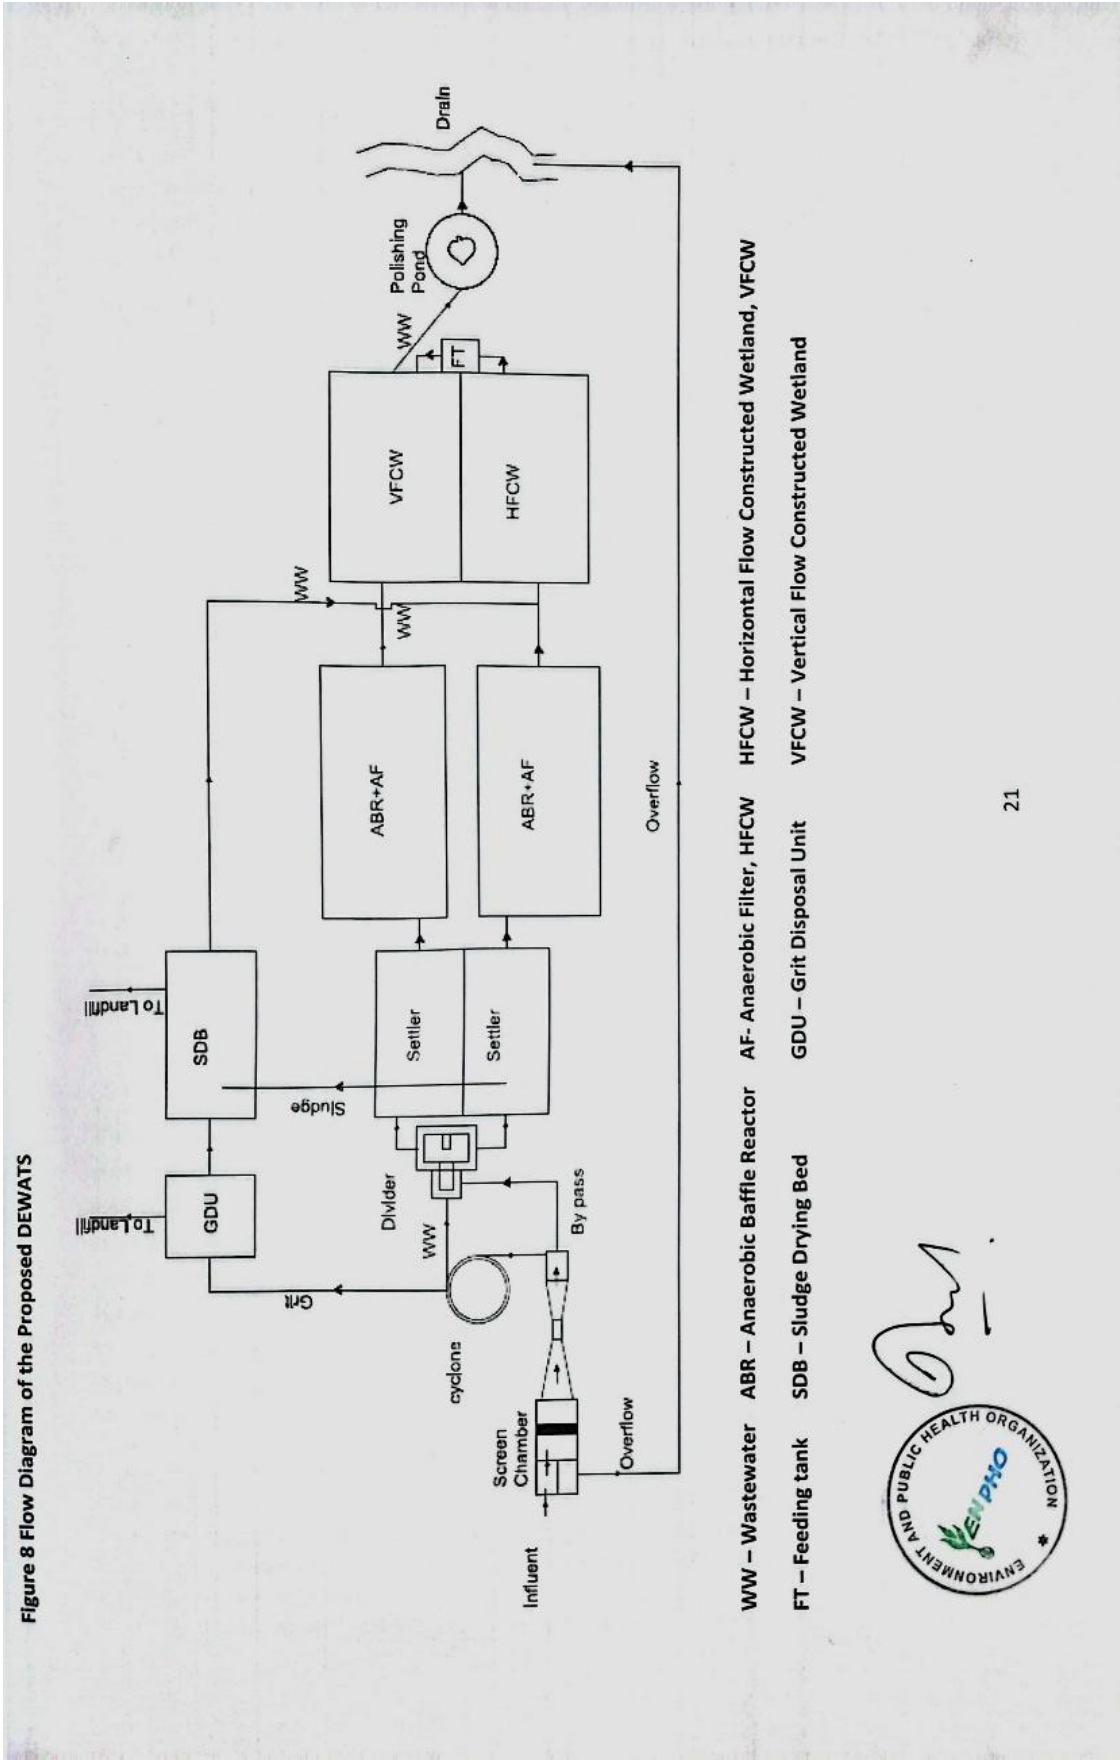 Figure 8 Flow Diagram of the Proposed DEWATS
To Landfill
To Landfill
GDU
SDB
Grit
Sludge
WW
WW
cyclone
WW
Divider
Settler
Settler
ABR+AF
ABR+AF
VFCW
HFCW
FT
WW
Polishing
Pond
Drain
Influent
Screen
Chamber
By pass
Overflow
Overflow
WW – Wastewater ABR – Anaerobic Baffle Reactor AF- Anaerobic Filter, HFCW HFCW – Horizontal Flow Constructed Wetland, VFCW
FT – Feeding tank SDB – Sludge Drying Bed GDU – Grit Disposal Unit VFCW – Vertical Flow Constructed Wetland
ENVIRONMENT AND PUBLIC HEALTH ORGANIZATION
ENPHO
21